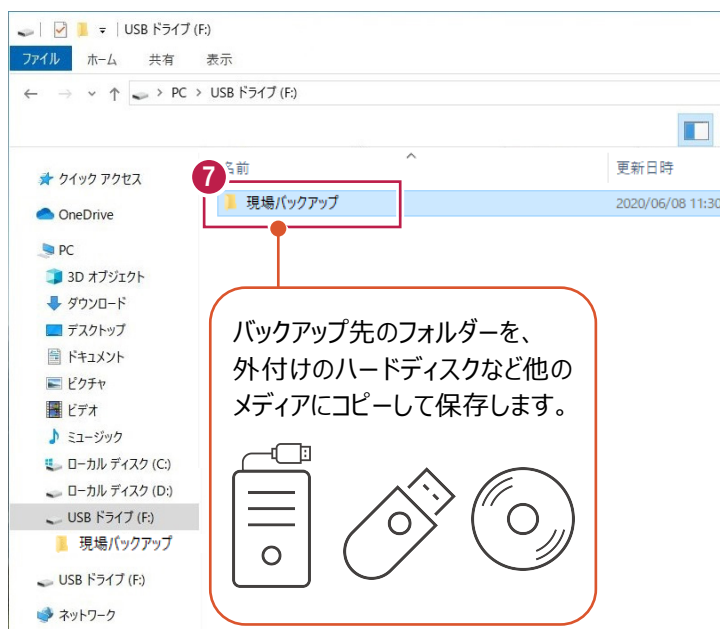 USB ドライブ (F:)
ファイル ホーム 共有 表示
PC > USB ドライブ (F:)
名前 更新日時
7
現場バックアップ 2020/06/08 11:30
クイック アクセス
OneDrive
PC
3D オブジェクト
ダウンロード
デスクトップ
ドキュメント
ピクチャ
ビデオ
ミュージック
ローカル ディスク (C:)
ローカル ディスク (D:)
USB ドライブ (F:)
現場バックアップ
USB ドライブ (F:)
ネットワーク
バックアップ先のフォルダーを、
外付けのハードディスクなど他の
メディアにコピーして保存します。